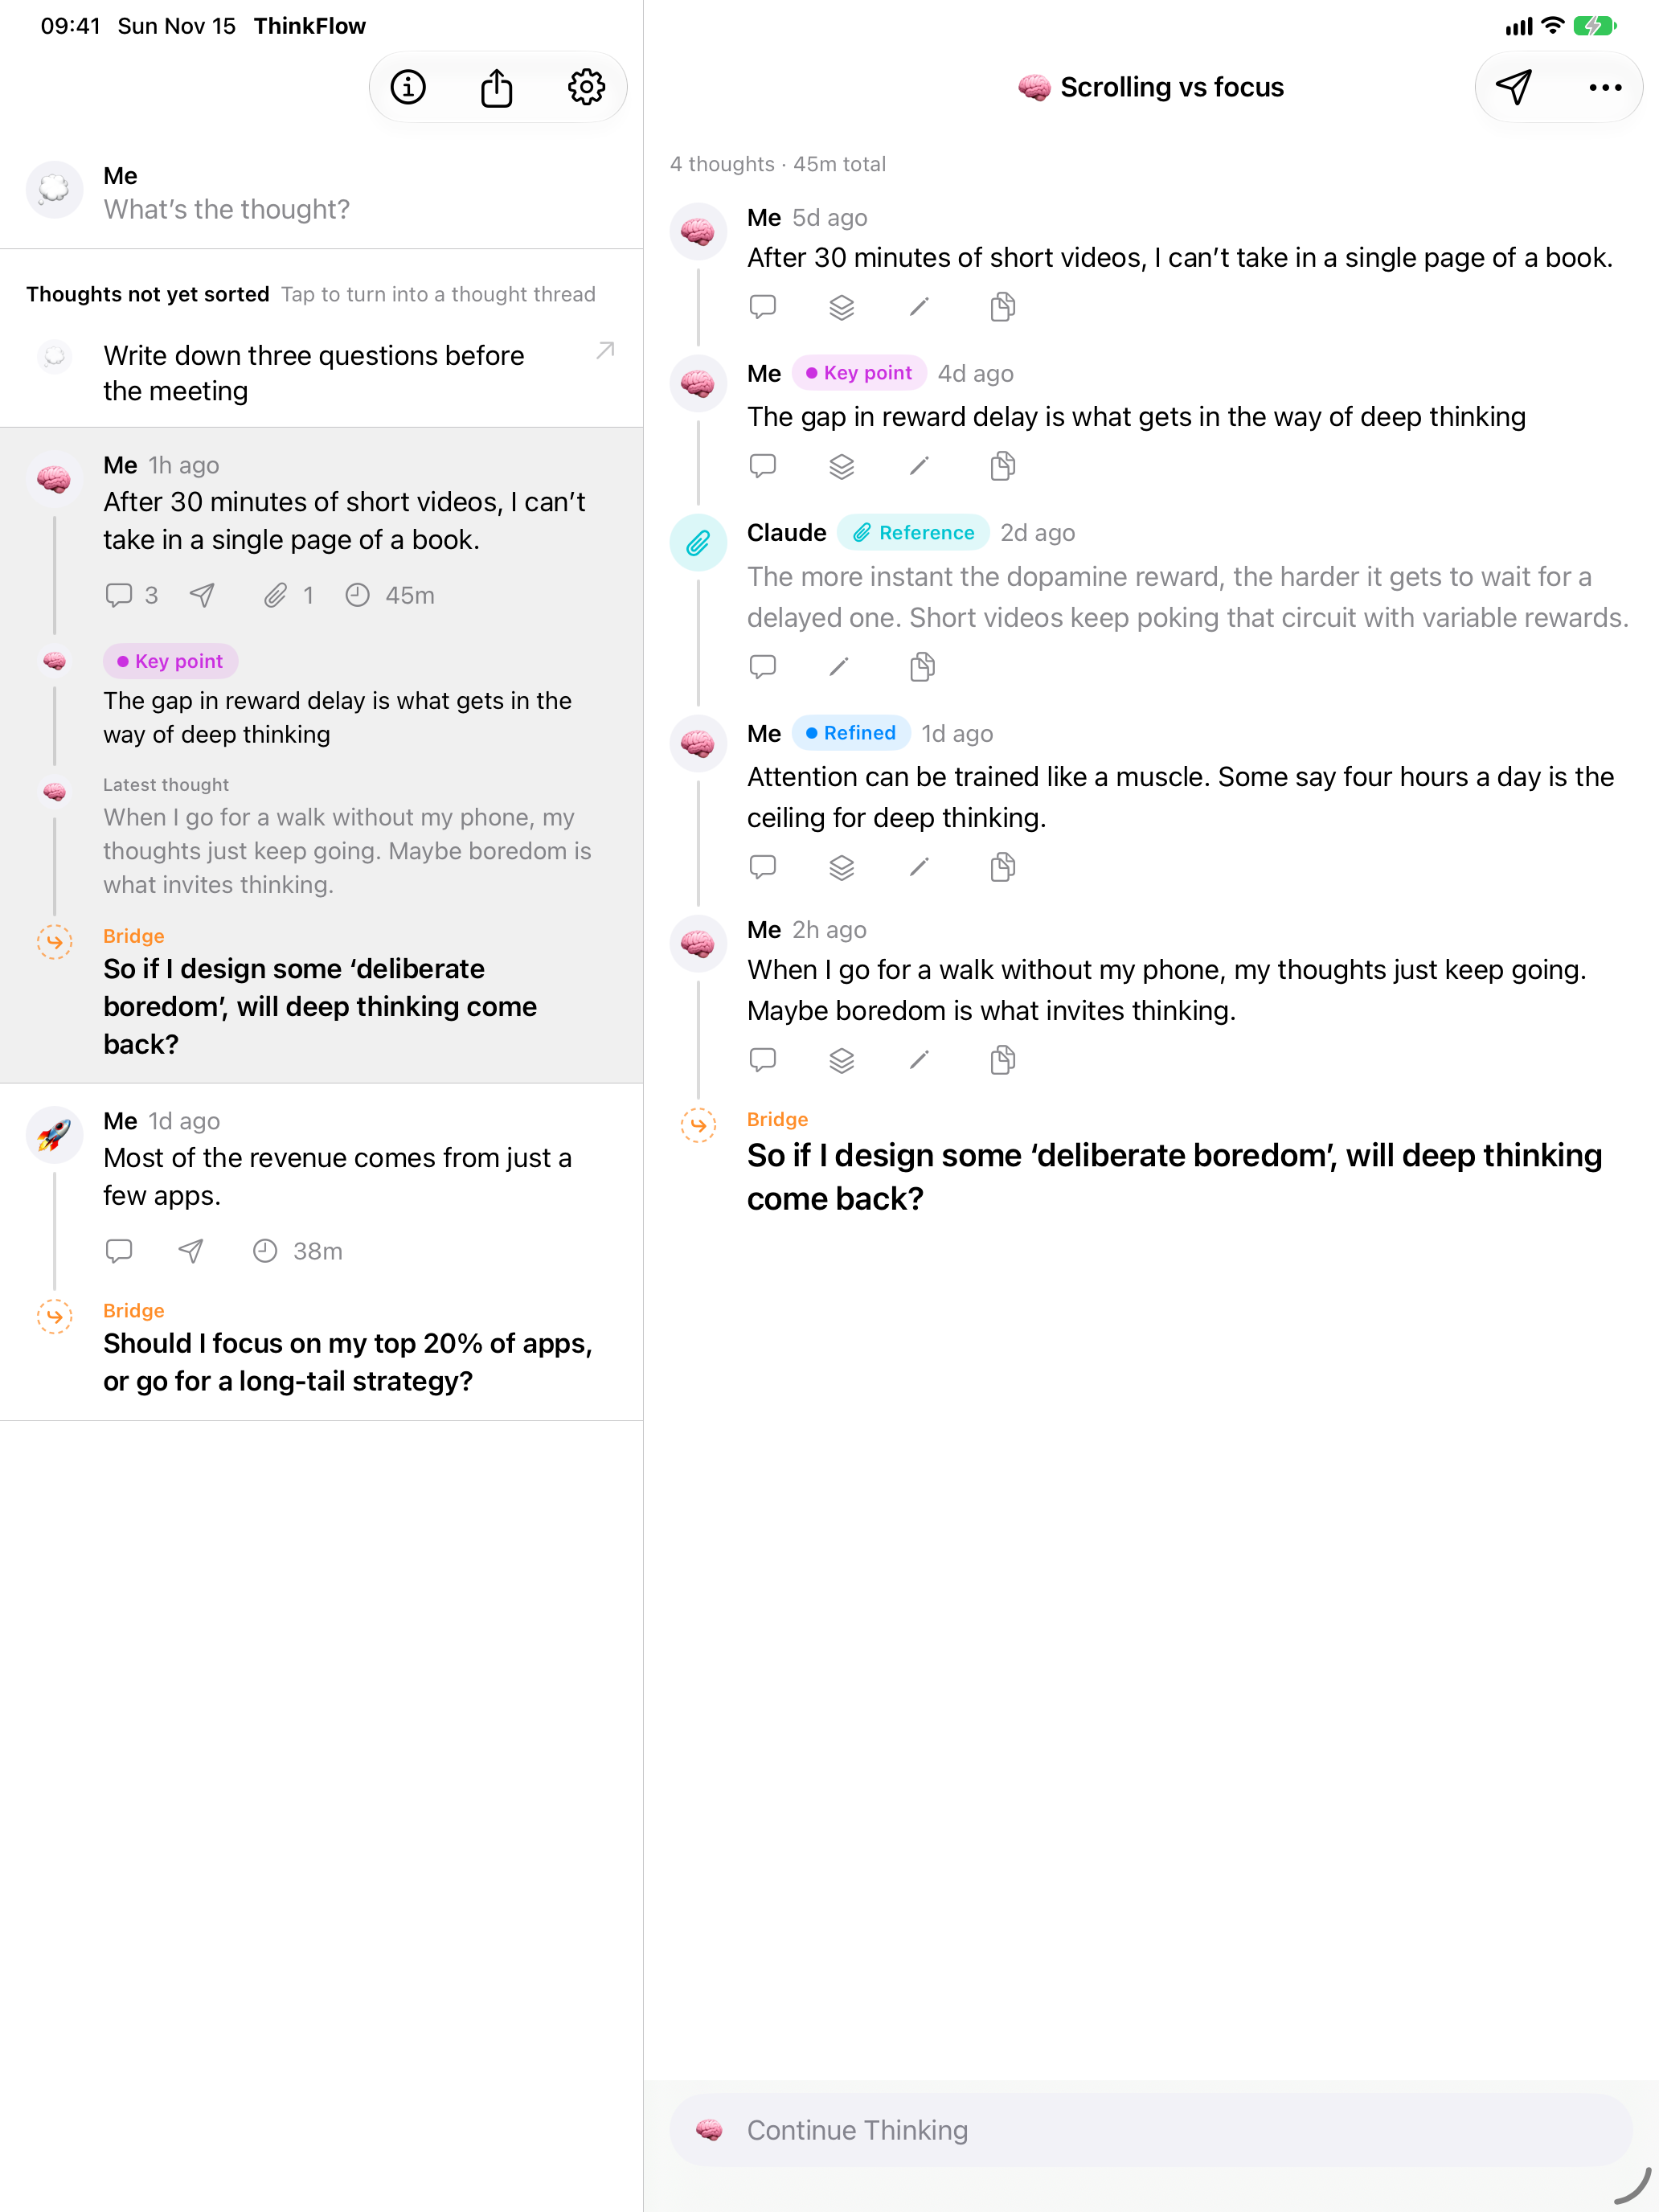 09:41 Sun Nov 15 ThinkFlow
Me
What’s the thought?
Thoughts not yet sorted Tap to turn into a thought thread
Write down three questions before
the meeting
Me 1h ago
After 30 minutes of short videos, I can’t
take in a single page of a book.
3 1 45m
Key point
The gap in reward delay is what gets in the
way of deep thinking
Latest thought
When I go for a walk without my phone, my
thoughts just keep going. Maybe boredom is
what invites thinking.
Bridge
So if I design some ‘deliberate
boredom’, will deep thinking come
back?
Me 1d ago
Most of the revenue comes from just a
few apps.
38m
Bridge
Should I focus on my top 20% of apps,
or go for a long-tail strategy?
Scrolling vs focus
4 thoughts · 45m total
Me 5d ago
After 30 minutes of short videos, I can’t take in a single page of a book.
Me Key point 4d ago
The gap in reward delay is what gets in the way of deep thinking
Claude Reference 2d ago
The more instant the dopamine reward, the harder it gets to wait for a
delayed one. Short videos keep poking that circuit with variable rewards.
Me Refined 1d ago
Attention can be trained like a muscle. Some say four hours a day is the
ceiling for deep thinking.
Me 2h ago
When I go for a walk without my phone, my thoughts just keep going.
Maybe boredom is what invites thinking.
Bridge
So if I design some ‘deliberate boredom’, will deep thinking
come back?
Continue Thinking